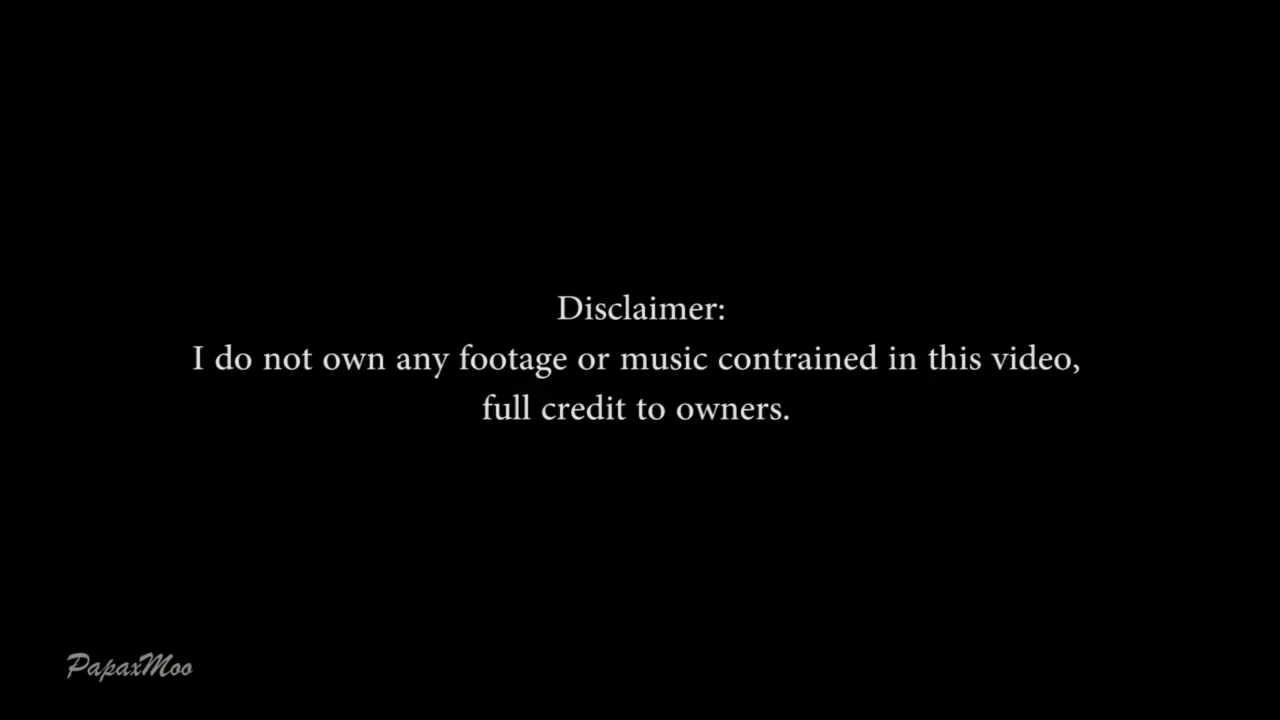 Disclaimer:
I do not own any footage or music contrained in this video,
full credit to owners.
PapaxMoo